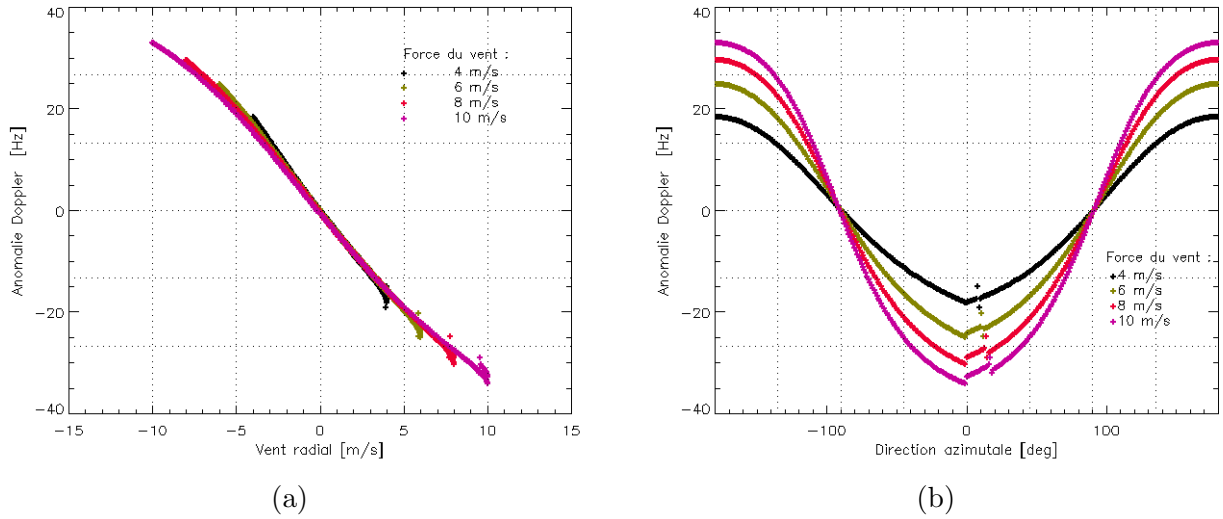 40
20
0
−20
−40
Anomalie Doppler [Hz]
Force du vent :
4 m/s
6 m/s
8 m/s
10 m/s
−15 −10 −5 0 5 10 15
Vent radial [m/s]
(a)
40
20
0
−20
−40
Anomalie Doppler [Hz]
Force du vent :
4 m/s
6 m/s
8 m/s
10 m/s
−100 0 100
Direction azimutale [deg]
(b)